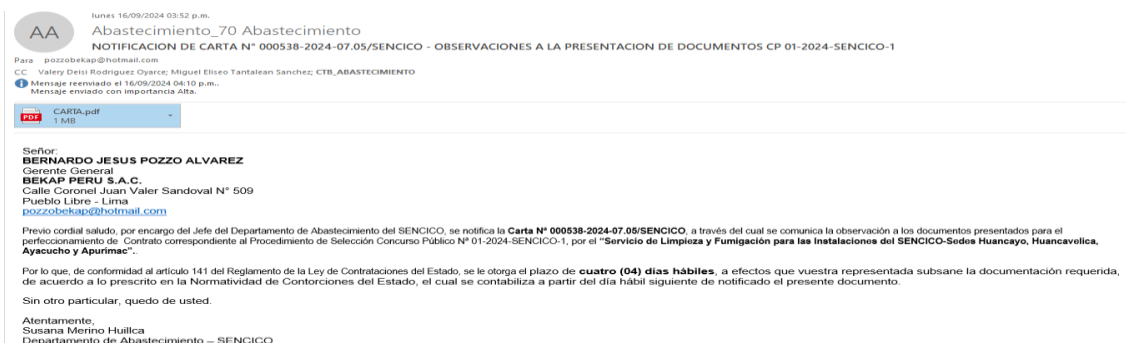 lunes 16/09/2024 03:52 p.m.
AA
Abastecimiento_70 Abastecimiento
NOTIFICACION DE CARTA N° 000538-2024-07.05/SENCICO - OBSERVACIONES A LA PRESENTACION DE DOCUMENTOS CP 01-2024-SENCICO-1
Para pozzobekap@hotmail.com
CC Valery Deisi Rodriguez Oyarce; Miguel Eliseo Tantalean Sanchez; CTB_ABASTECIMIENTO
Mensaje reenviado el 16/09/2024 04:10 p.m..
Mensaje enviado con importancia Alta.
PDF
CARTA.pdf
1 MB
Señor:
BERNARDO JESUS POZZO ALVAREZ
Gerente General
BEKAP PERU S.A.C.
Calle Coronel Juan Valer Sandoval N° 509
Pueblo Libre - Lima
pozzobekap@hotmail.com
Previo cordial saludo, por encargo del Jefe del Departamento de Abastecimiento del SENCICO, se notifica la Carta N° 000538-2024-07.05/SENCICO, a través del cual se comunica la observación a los documentos presentados para el
perfeccionamiento de Contrato correspondiente al Procedimiento de Selección Concurso Público Nª 01-2024-SENCICO-1, por el “Servicio de Limpieza y Fumigación para las Instalaciones del SENCICO-Sedes Huancayo, Huancavelica,
Ayacucho y Apurímac”..
Por lo que, de conformidad al artículo 141 del Reglamento de la Ley de Contrataciones del Estado, se le otorga el plazo de cuatro (04) días hábiles, a efectos que vuestra representada subsane la documentación requerida,
de acuerdo a lo prescrito en la Normatividad de Contorciones del Estado, el cual se contabiliza a partir del día hábil siguiente de notificado el presente documento.
Sin otro particular, quedo de usted.
Atentamente,
Susana Merino Huillca
Departamento de Abastecimiento – SENCICO